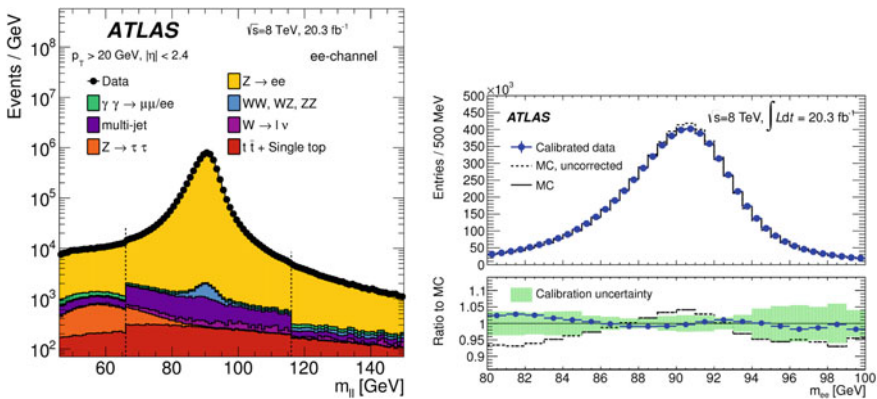 ATLAS
√s=8 TeV, 20.3 fb⁻¹
p_T > 20 GeV, |η| < 2.4
ee-channel
Data
Z → ee
γ γ → μμ/ee
WW, WZ, ZZ
multi-jet
W → l ν
Z → τ τ
t t̄ + Single top
Events / GeV
10⁸
10⁷
10⁶
10⁵
10⁴
10³
10²
60 80 100 120 140
m_ll [GeV]
×10³
ATLAS
√s=8 TeV, ∫ Ldt = 20.3 fb⁻¹
Calibrated data
MC, uncorrected
MC
Entries / 500 MeV
500
450
400
350
300
250
200
150
100
50
0
Calibration uncertainty
Ratio to MC
1.1
1.05
1
0.95
0.9
80 82 84 86 88 90 92 94 96 98 100
m_ee [GeV]